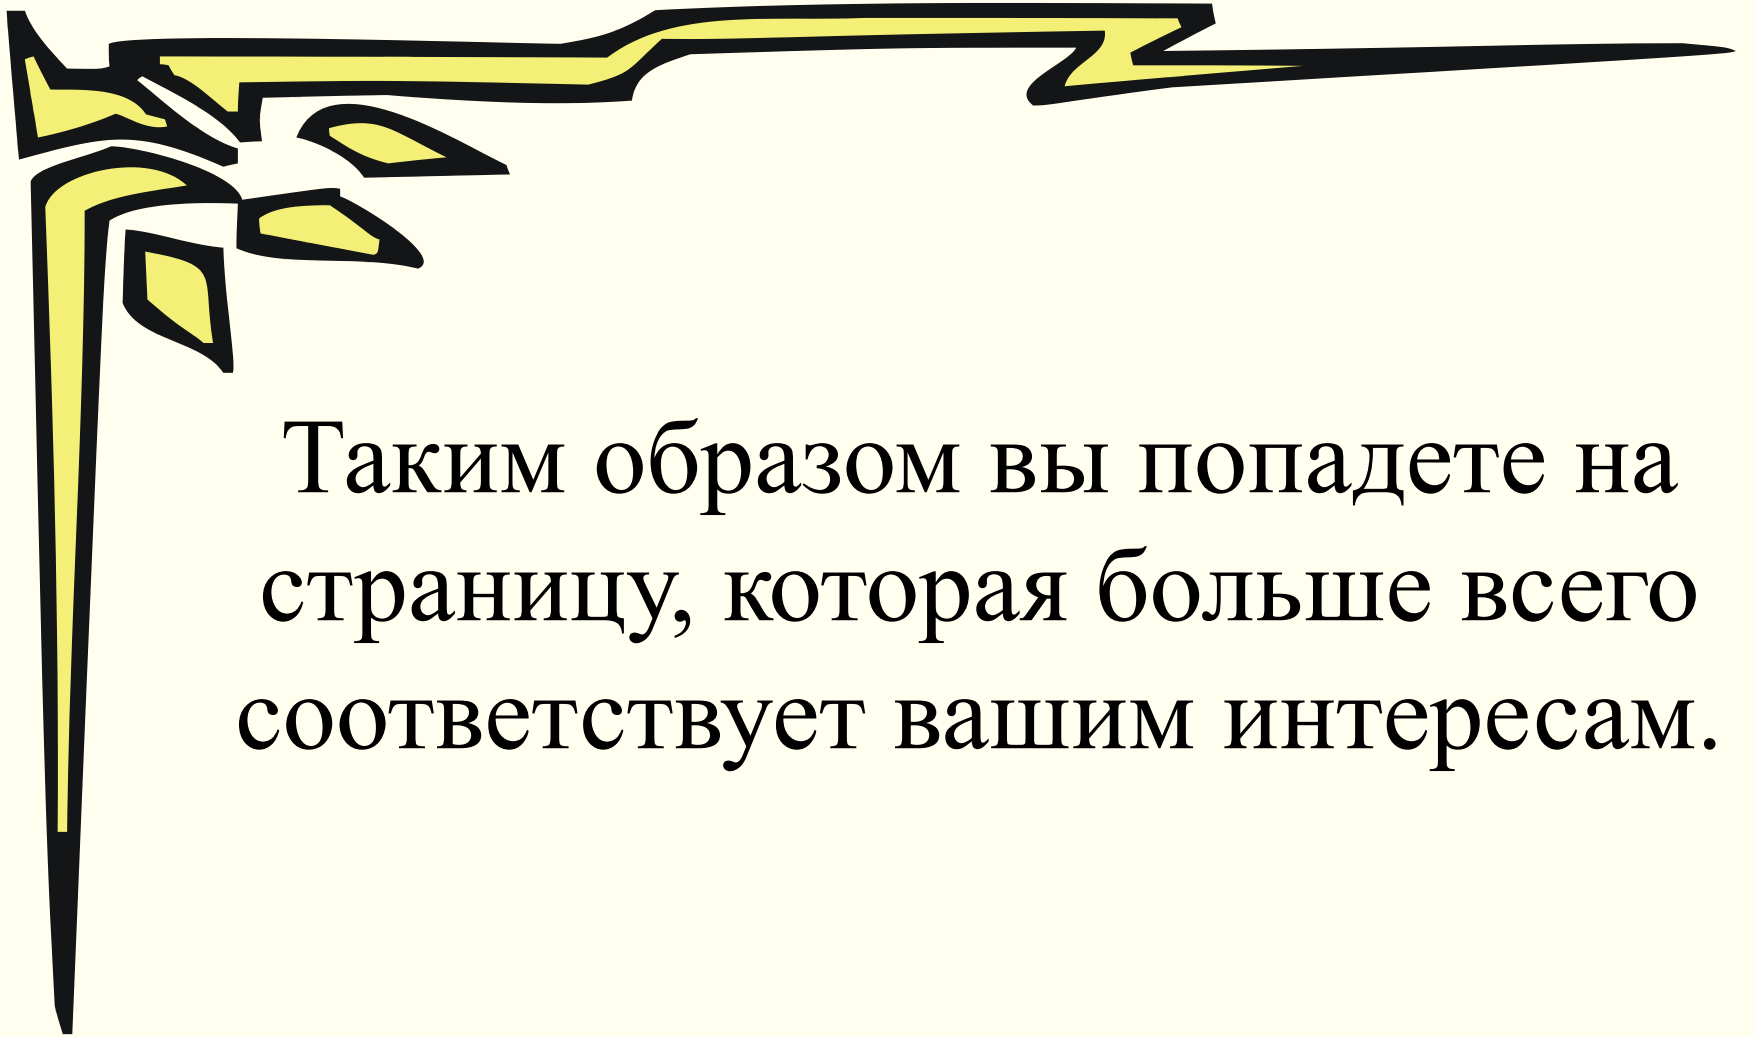 Таким образом вы попадете на
страницу, которая больше всего
соответствует вашим интересам.